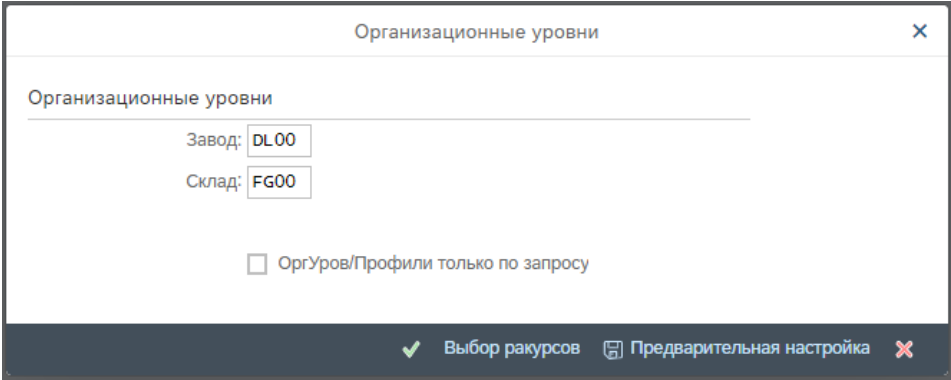 Организационные уровни
Организационные уровни
Завод: DL00
Склад: FG00
ОргУров/Профили только по запросу
Выбор ракурсов Предварительная настройка